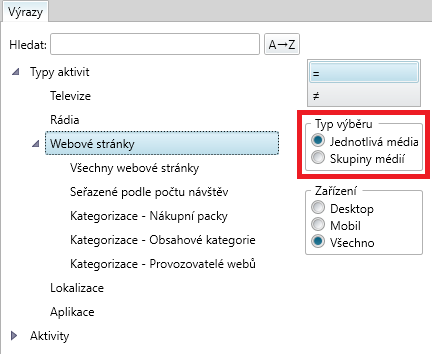 Výrazy
Hledat:
A→Z
Typy aktivit
Televize
Rádia
Webové stránky
Všechny webové stránky
Seřazené podle počtu návštěv
Kategorizace - Nákupní packy
Kategorizace - Obsahové kategorie
Kategorizace - Provozovatelé webů
Lokalizace
Aplikace
Aktivity
=
≠
Typ výběru
Jednotlivá média
Skupiny médií
Zařízení
Desktop
Mobil
Všechno